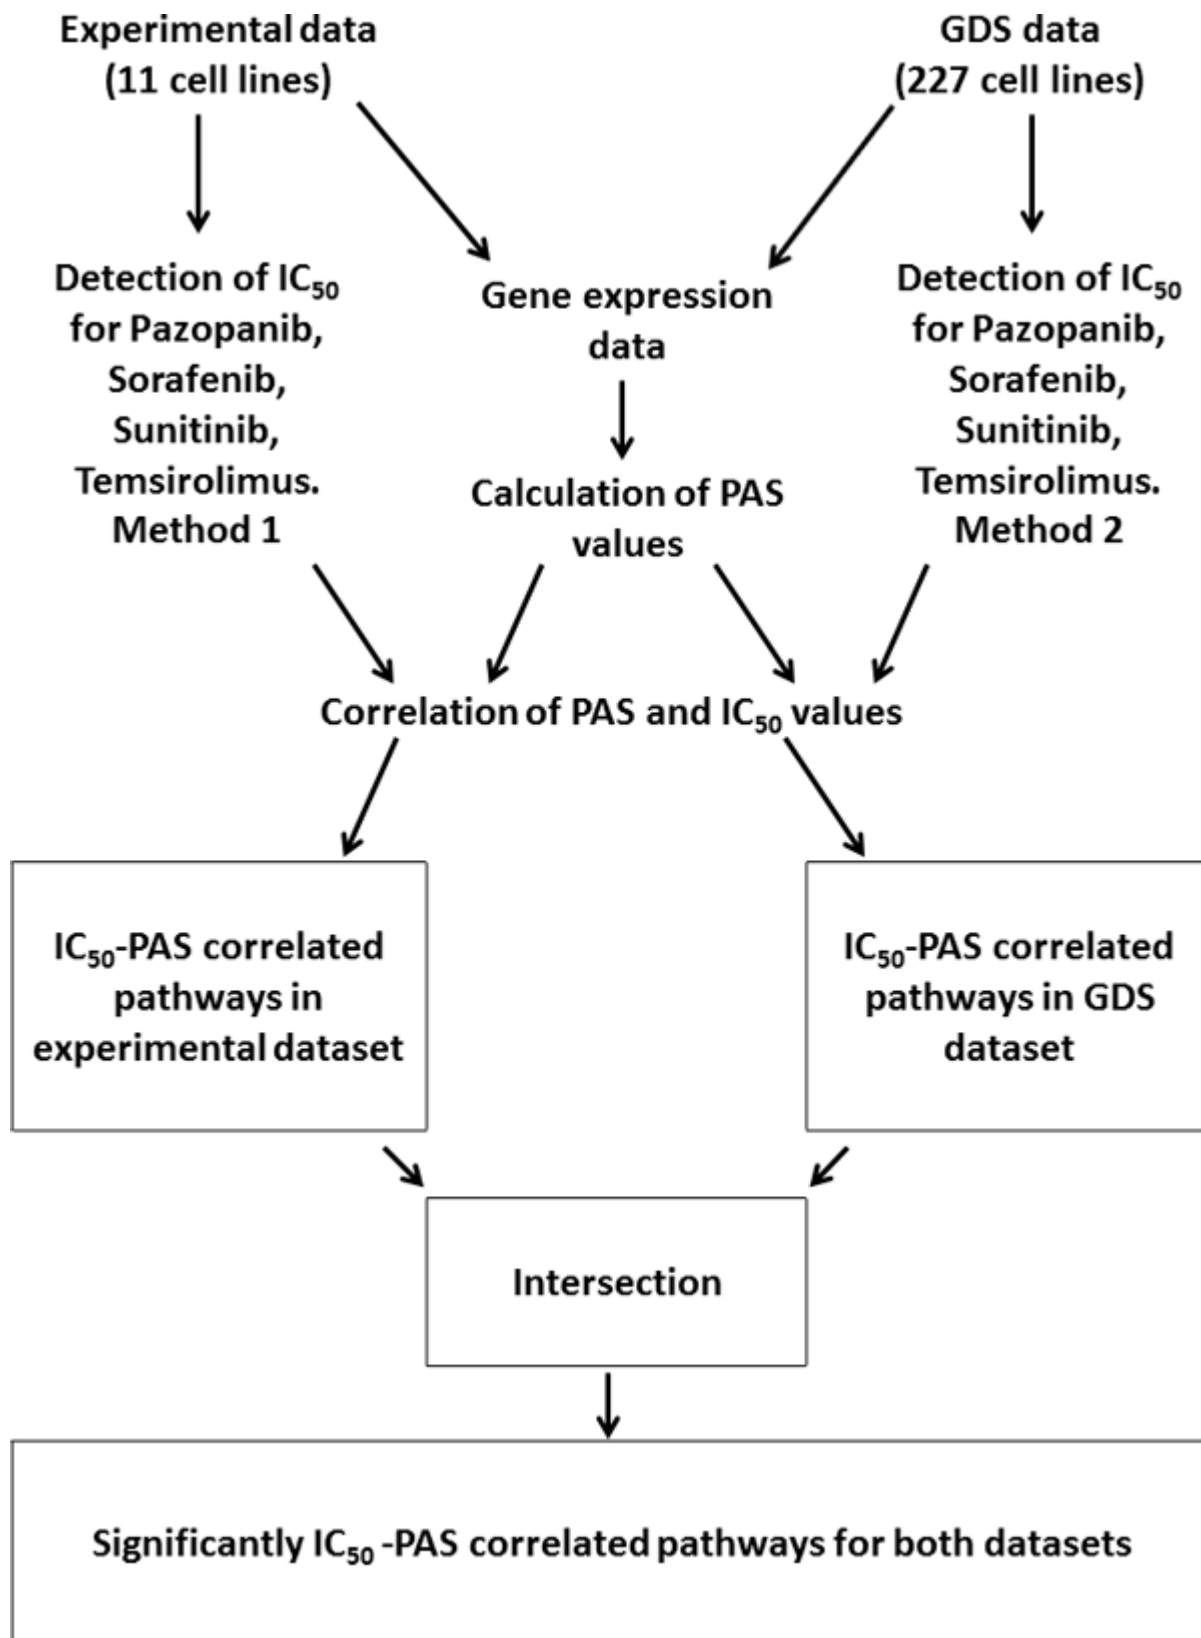 Experimental data
(11 cell lines)
GDS data
(227 cell lines)
Detection of IC50
for Pazopanib,
Sorafenib,
Sunitinib,
Temsirolimus.
Method 1
Gene expression
data
Calculation of PAS
values
Detection of IC50
for Pazopanib,
Sorafenib,
Sunitinib,
Temsirolimus.
Method 2
Correlation of PAS and IC50 values
IC50-PAS correlated
pathways in
experimental dataset
IC50-PAS correlated
pathways in GDS
dataset
Intersection
Significantly IC50 -PAS correlated pathways for both datasets